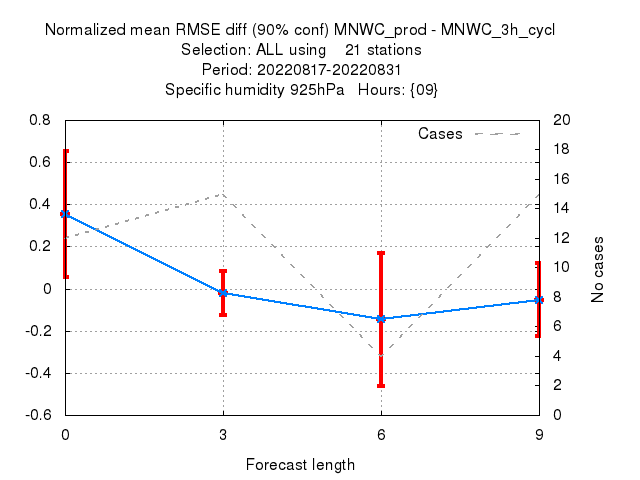 Normalized mean RMSE diff (90% conf) MNWC_prod - MNWC_3h_cycl
Selection: ALL using 21 stations
Period: 20220817-20220831
Specific humidity 925hPa Hours: {09}
Cases
0.8
0.6
0.4
0.2
0
-0.2
-0.4
-0.6
20
18
16
14
12
10
8
6
4
2
0
No cases
0 3 6 9
Forecast length